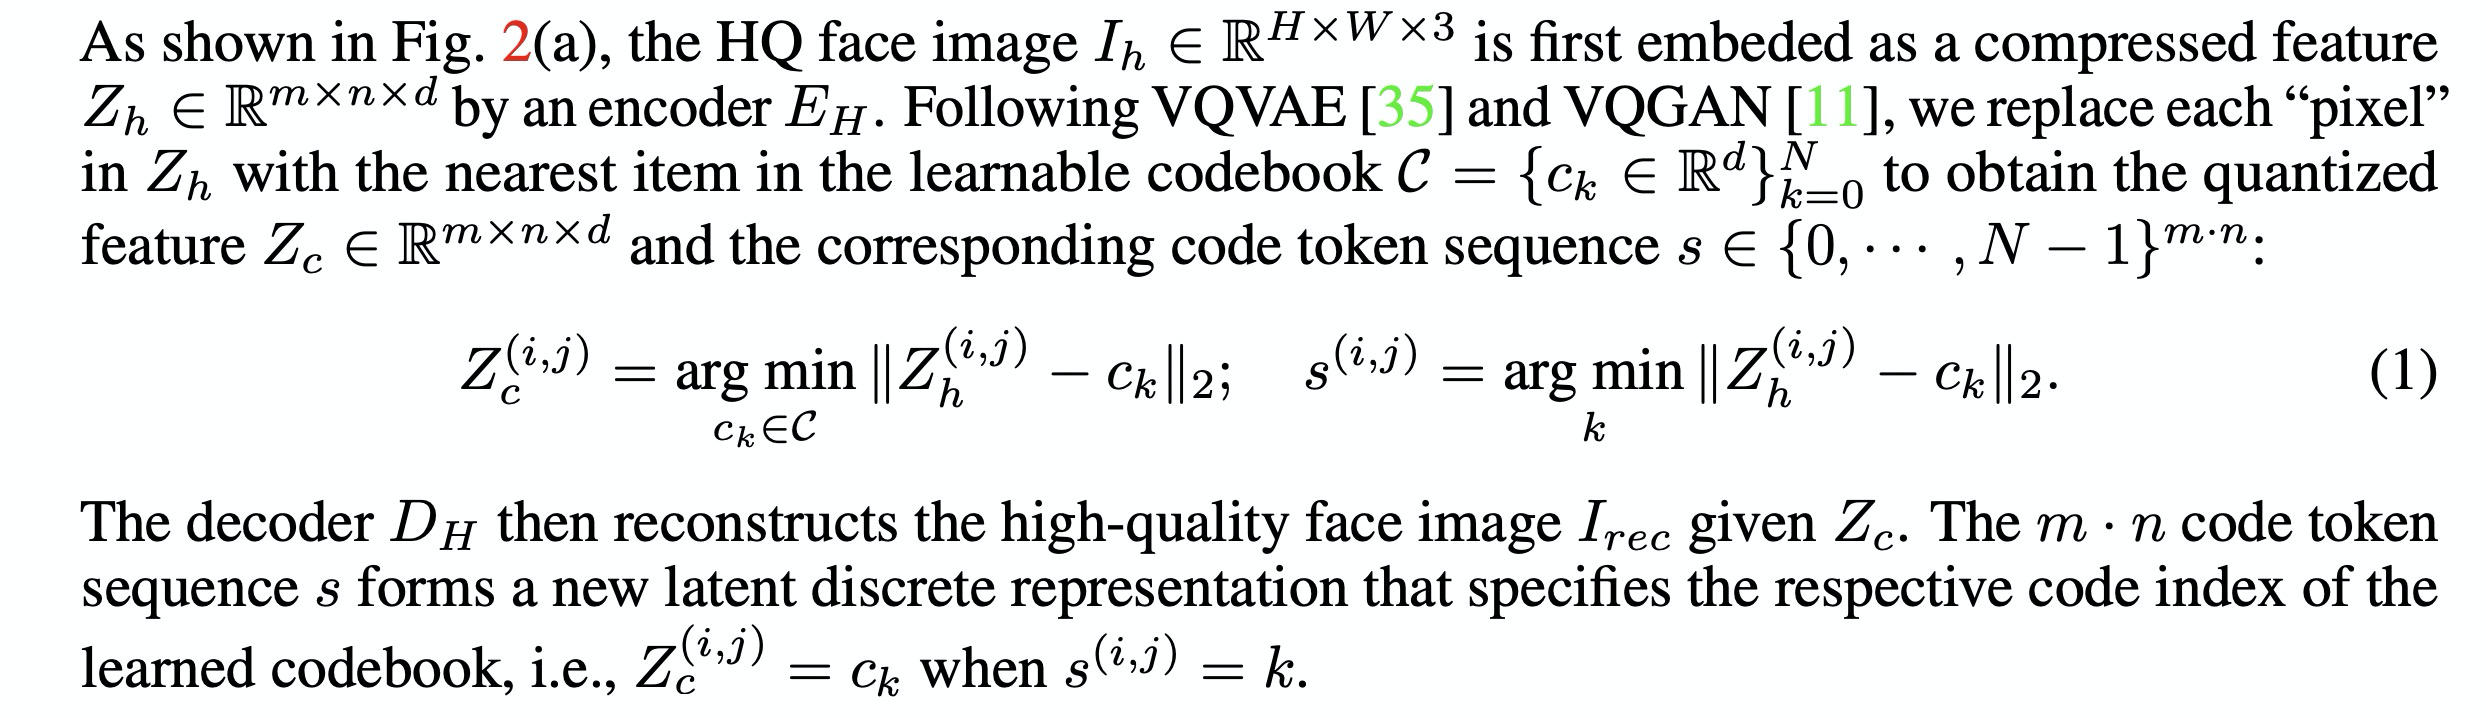 As shown in Fig. 2(a), the HQ face image $I_h \in \mathbb{R}^{H \times W \times 3}$ is first embeded as a compressed feature
$Z_h \in \mathbb{R}^{m \times n \times d}$ by an encoder $E_H$. Following VQVAE [35] and VQGAN [11], we replace each “pixel”
in $Z_h$ with the nearest item in the learnable codebook $\mathcal{C} = \{c_k \in \mathbb{R}^d\}_{k=0}^{N}$ to obtain the quantized
feature $Z_c \in \mathbb{R}^{m \times n \times d}$ and the corresponding code token sequence $s \in \{0, \cdots, N-1\}^{m \cdot n}$:
$Z_c^{(i,j)} = \underset{c_k \in \mathcal{C}}{\arg\min} \|Z_h^{(i,j)} - c_k\|_2; \quad s^{(i,j)} = \underset{k}{\arg\min} \|Z_h^{(i,j)} - c_k\|_2.$ (1)
The decoder $D_H$ then reconstructs the high-quality face image $I_{rec}$ given $Z_c$. The $m \cdot n$ code token
sequence $s$ forms a new latent discrete representation that specifies the respective code index of the
learned codebook, i.e., $Z_c^{(i,j)} = c_k$ when $s^{(i,j)} = k$.